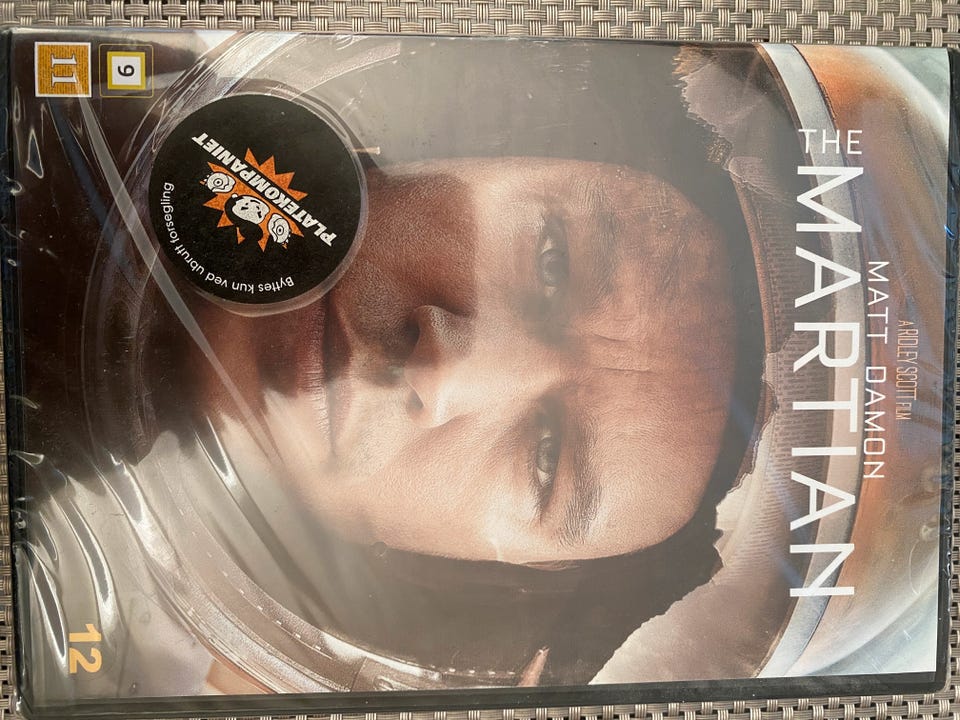 A RIDLEY SCOTT FILM
MATT DAMON
THE
MARTIAN
PLATEKOMPANIET
Byttes kun ved ubrutt forsegling
9
11
12